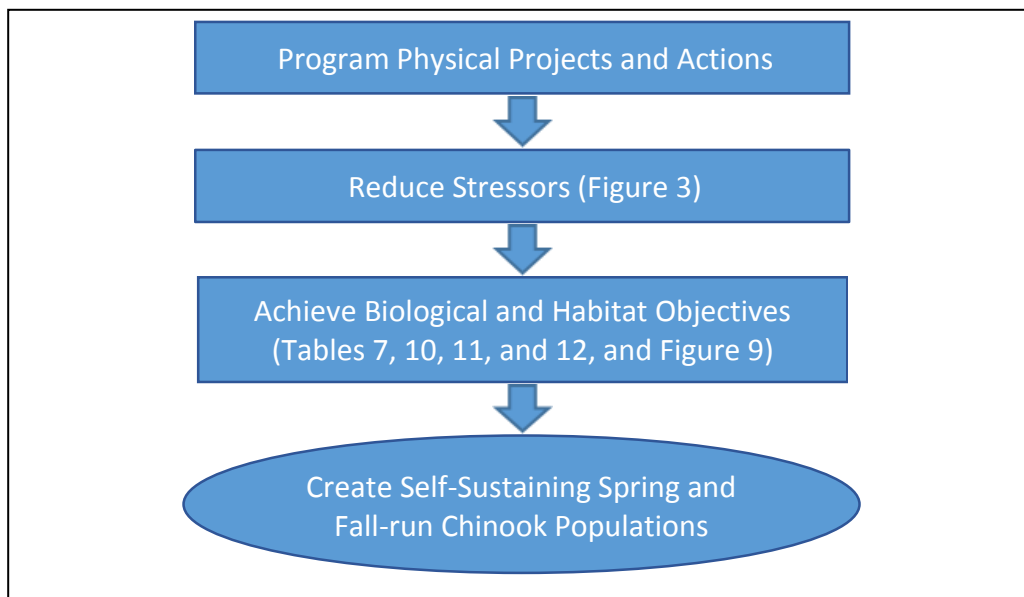 Program Physical Projects and Actions
Reduce Stressors (Figure 3)
Achieve Biological and Habitat Objectives
(Tables 7, 10, 11, and 12, and Figure 9)
Create Self-Sustaining Spring and
Fall-run Chinook Populations